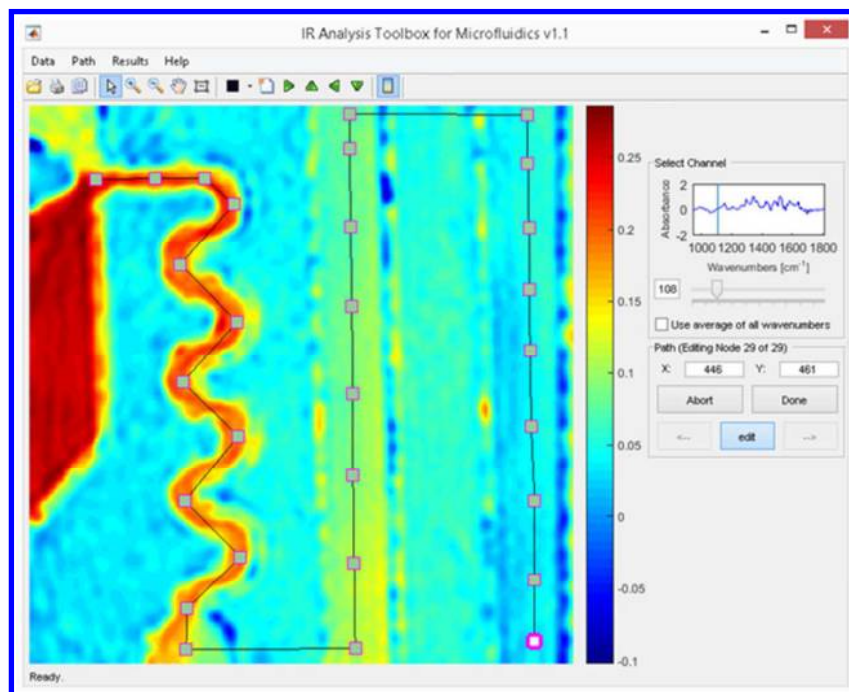 IR Analysis Toolbox for Microfluidics v1.1
Data Path Results Help
0.25
0.2
0.15
0.1
0.05
0
-0.05
-0.1
Select Channel
Absorbance
2
0
-2
1000 1200 1400 1600 1800
Wavenumbers [cm⁻¹]
108
Use average of all wavenumbers
Path (Editing Node 29 of 29)
X: 446 Y: 461
Abort Done
<-- edit -->
Ready.